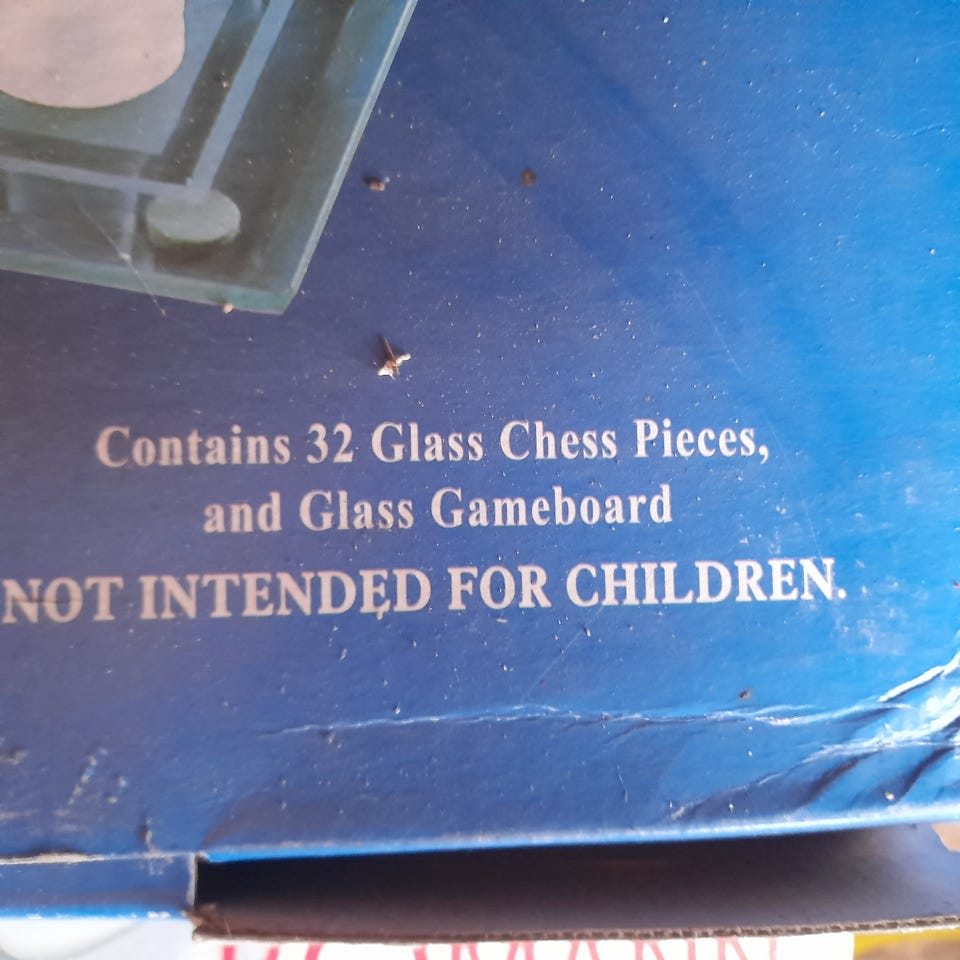 Contains 32 Glass Chess Pieces,
and Glass Gameboard
NOT INTENDED FOR CHILDREN.